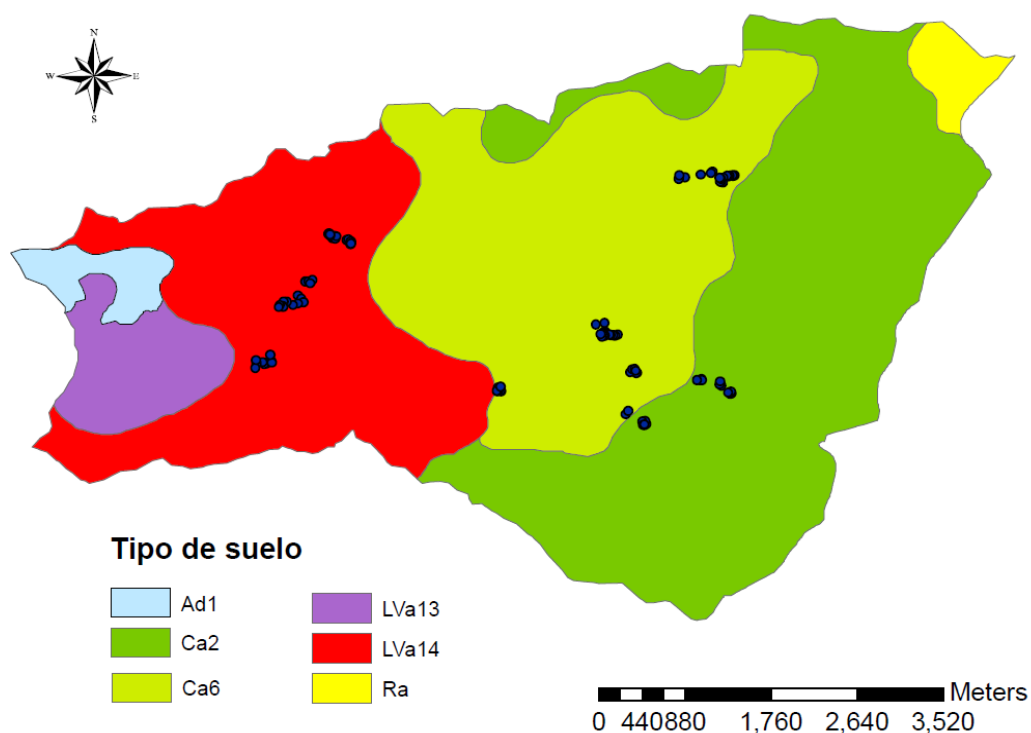 N
W E
S
Tipo de suelo
Ad1 LVa13
Ca2 LVa14
Ca6 Ra
Meters
0 440880 1,760 2,640 3,520